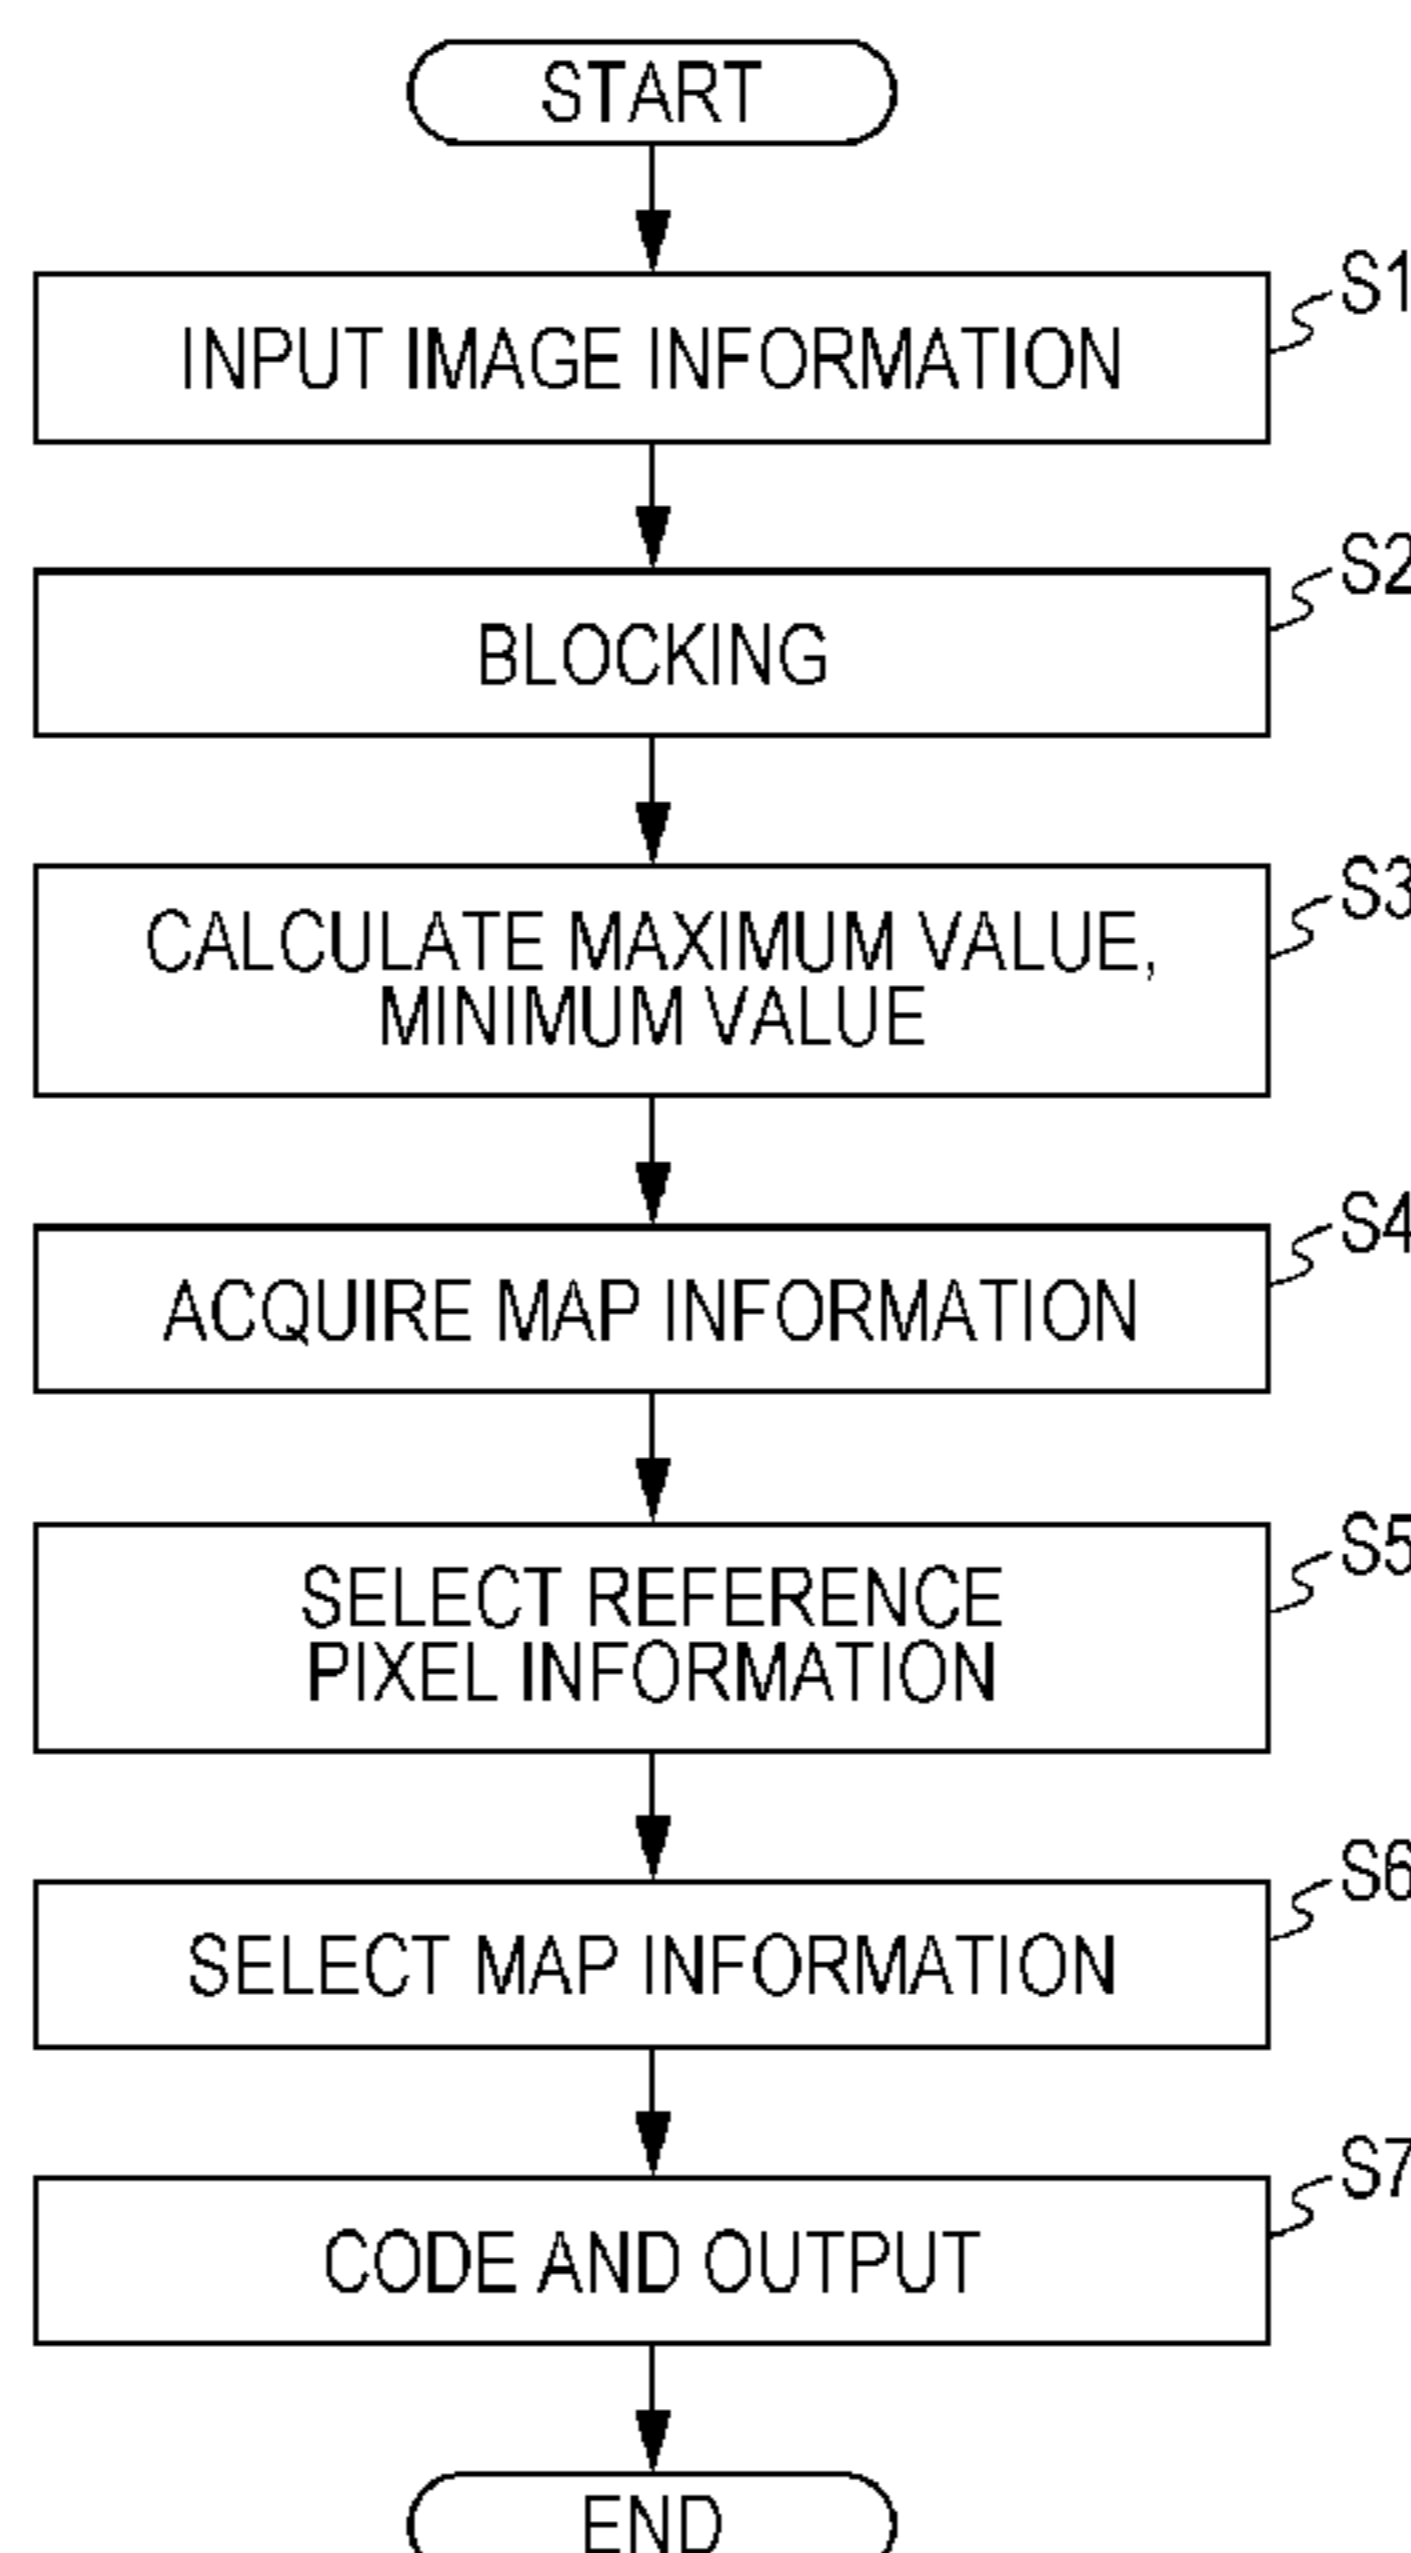 START
S1
INPUT IMAGE INFORMATION
S2
BLOCKING
S3
CALCULATE MAXIMUM VALUE,
MINIMUM VALUE
S4
ACQUIRE MAP INFORMATION
S5
SELECT REFERENCE
PIXEL INFORMATION
S6
SELECT MAP INFORMATION
S7
CODE AND OUTPUT
END